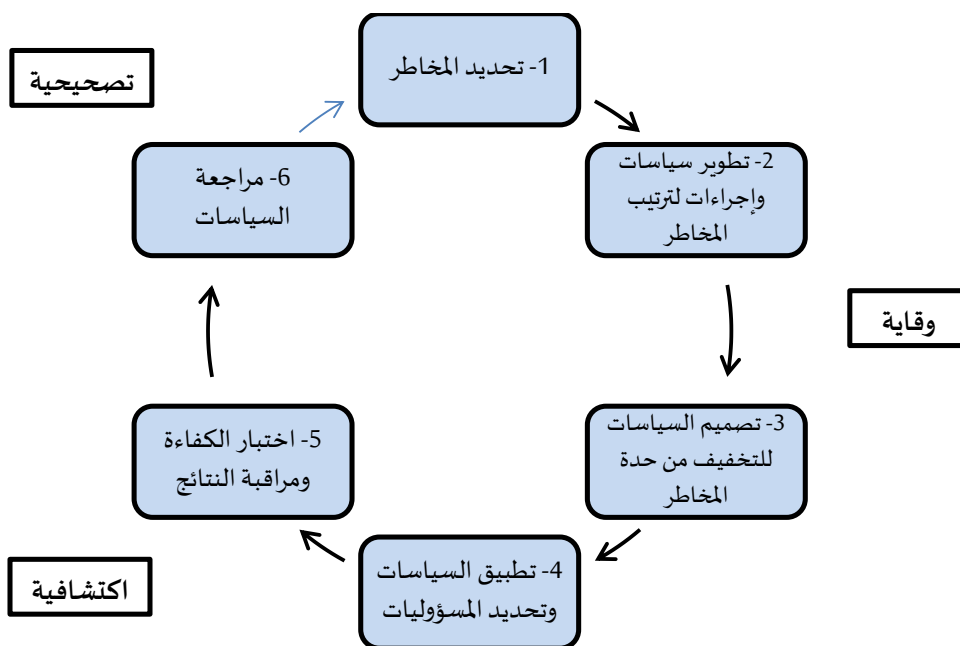 1- تحديد المخاطر
تصحيحية
2- تطوير سياسات
وإجراءات لترتيب
المخاطر
6- مراجعة
السياسات
وقاية
3- تصميم السياسات
للتخفيف من حدة
المخاطر
5- اختبار الكفاءة
ومراقبة النتائج
4- تطبيق السياسات
وتحديد المسؤوليات
اكتشافية